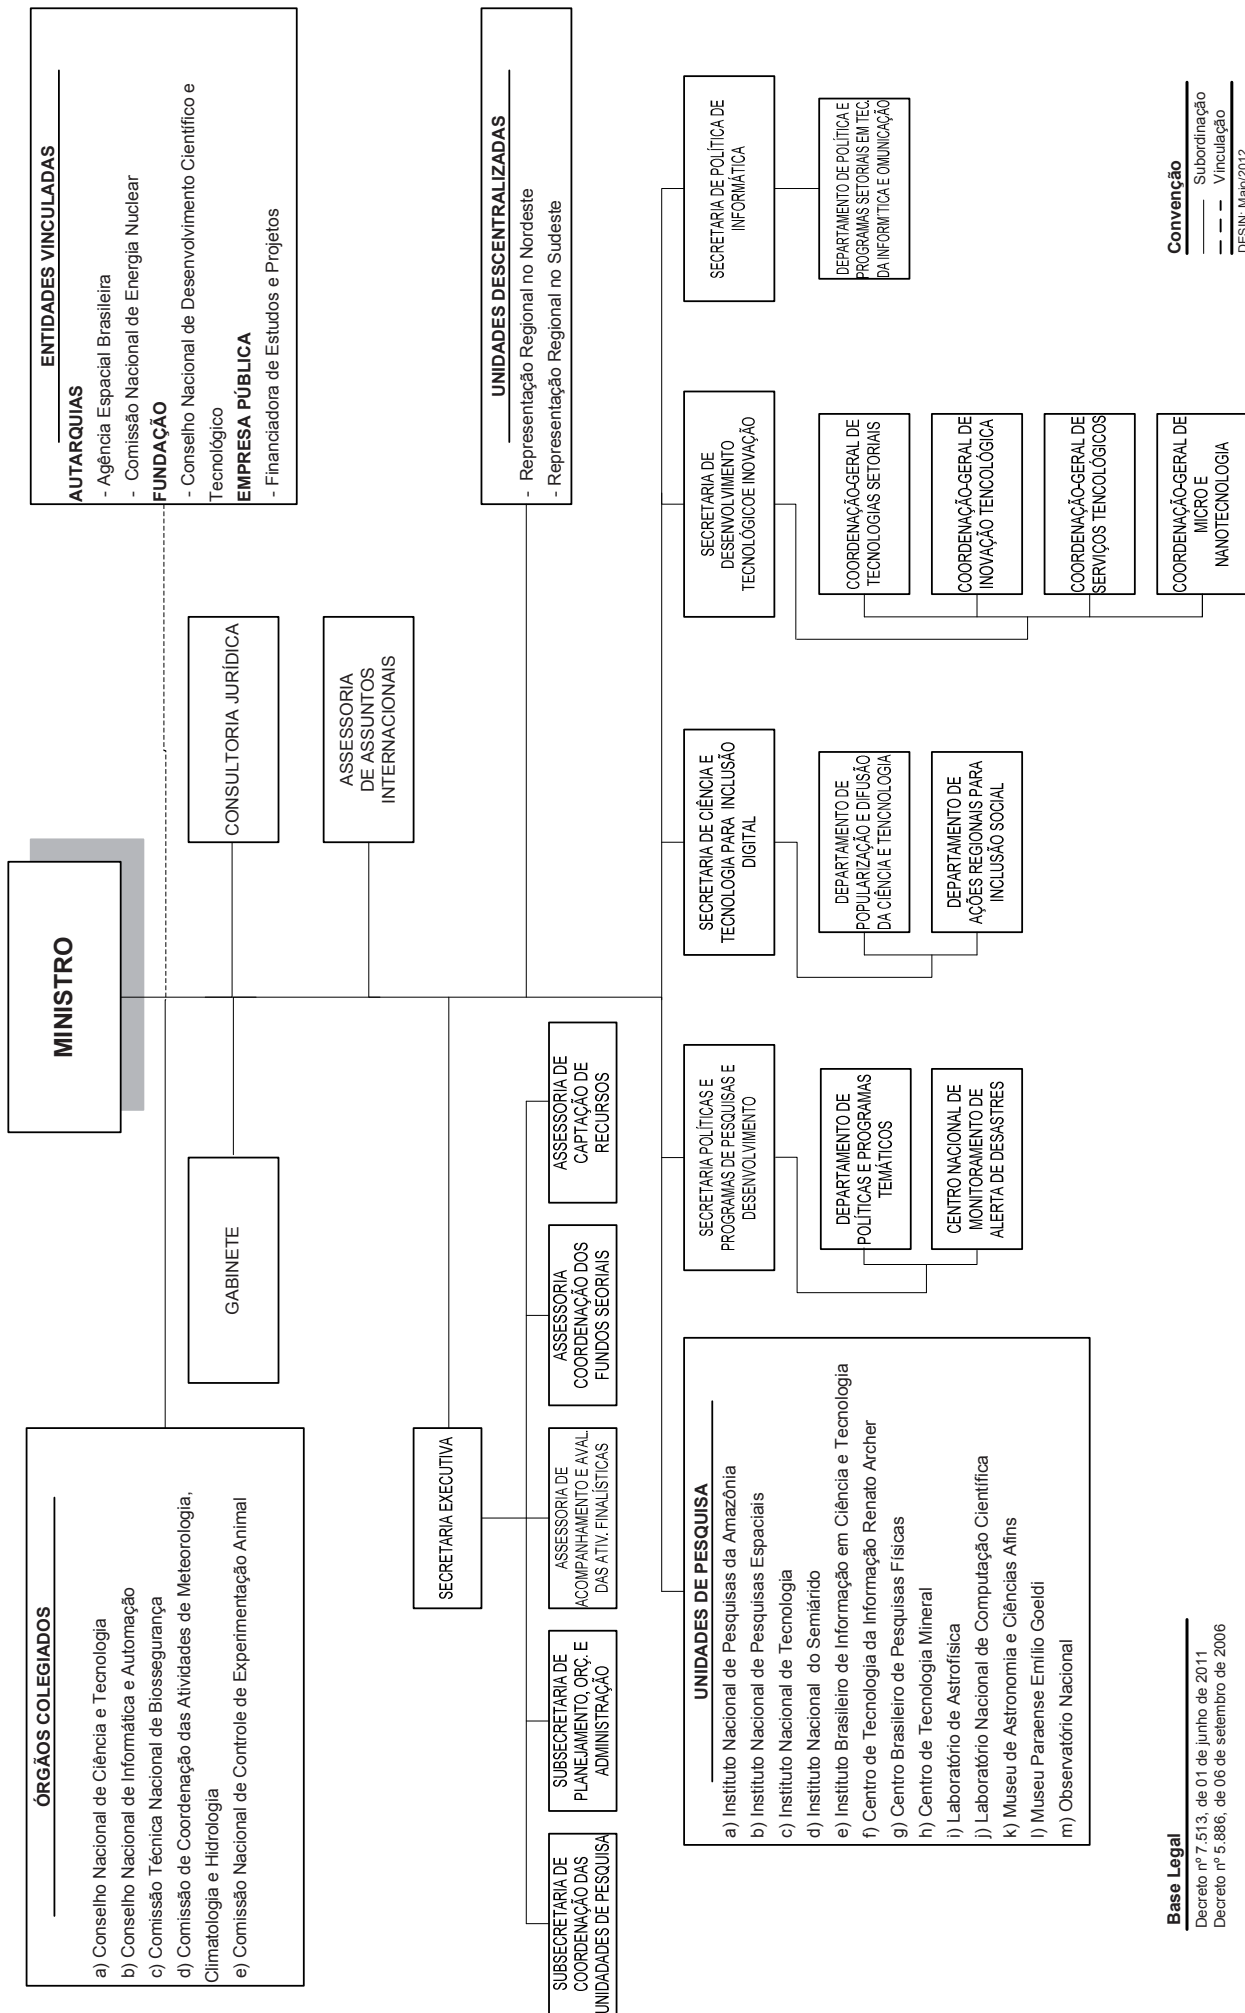 MINISTRO
ÓRGÃOS COLEGIADOS
a) Conselho Nacional de Ciência e Tecnologia
b) Conselho Nacional de Informática e Automação
c) Comissão Técnica Nacional de Biossegurança
d) Comissão de Coordenação das Atividades de Meteorologia,
Climatologia e Hidrologia
e) Comissão Nacional de Controle de Experimentação Animal
ENTIDADES VINCULADAS
AUTARQUIAS
- Agência Espacial Brasileira
- Comissão Nacional de Energia Nuclear
FUNDAÇÃO
- Conselho Nacional de Desenvolvimento Científico e
Tecnológico
EMPRESA PÚBLICA
- Financiadora de Estudos e Projetos
GABINETE
CONSULTORIA JURÍDICA
ASSESSORIA
DE ASSUNTOS
INTERNACIONAIS
SECRETARIA EXECUTIVA
UNIDADES DESCENTRALIZADAS
- Representação Regional no Nordeste
- Representação Regional no Sudeste
SUBSECRETARIA DE
COORDENAÇÃO DAS
UNIDADADES DE PESQUISA
SUBSECRETARIA DE
PLANEJAMENTO, ORÇ. E
ADMINISTRAÇÃO
ASSESSORIA DE
ACOMPANHAMENTO E AVAL.
DAS ATIV. FINALÍSTICAS
ASSESSORIA
COORDENAÇÃO DOS
FUNDOS SEORIAIS
ASSESSORIA DE
CAPTAÇÃO DE
RECURSOS
UNIDADES DE PESQUISA
a) Instituto Nacional de Pesquisas da Amazônia
b) Instituto Nacional de Pesquisas Espaciais
c) Instituto Nacional de Tecnologia
d) Instituto Nacional do Semiárido
e) Instituto Brasileiro de Informação em Ciência e Tecnologia
f) Centro de Tecnologia da Informação Renato Archer
g) Centro Brasileiro de Pesquisas Físicas
h) Centro de Tecnologia Mineral
i) Laboratório de Astrofísica
j) Laboratório Nacional de Computação Científica
k) Museu de Astronomia e Ciências Afins
l) Museu Paraense Emílio Goeldi
m) Observatório Nacional
SECRETARIA POLÍTICAS E
PROGRAMAS DE PESQUISAS E
DESENVOLVIMENTO
DEPARTAMENTO DE
POLÍTICAS E PROGRAMAS
TEMÁTICOS
CENTRO NACIONAL DE
MONITORAMENTO DE
ALERTA DE DESASTRES
SECRETARIA DE CIÊNCIA E
TECNOLOGIA PARA INCLUSÃO
DIGITAL
DEPARTAMENTO DE
POPULARIZAÇÃO E DIFUSÃO
DA CIÊNCIA E TENCNOLOGIA
DEPARTAMENTO DE
AÇÕES REGIONAIS PARA
INCLUSÃO SOCIAL
SECRETARIA DE
DESENVOLVIMENTO
TECNOLÓGICOE INOVAÇÃO
COORDENAÇÃO-GERAL DE
TECNOLOGIAS SETORIAIS
COORDENAÇÃO-GERAL DE
INOVAÇÃO TENCOLÓGICA
COORDENAÇÃO-GERAL DE
SERVIÇOS TENCOLÓGICOS
COORDENAÇÃO-GERAL DE
MICRO E
NANOTECNOLOGIA
SECRETARIA DE POLÍTICA DE
INFORMÁTICA
DEPARTAMENTO DE POLÍTICA E
PROGRAMAS SETORIAIS EM TEC.
DA INFORM´TICA E OMUNICAÇÃO
Base Legal
Decreto nº 7.513, de 01 de junho de 2011
Decreto nº 5.886, de 06 de setembro de 2006
Convenção
Subordinação
Vinculação
DESIN: Maio/2012